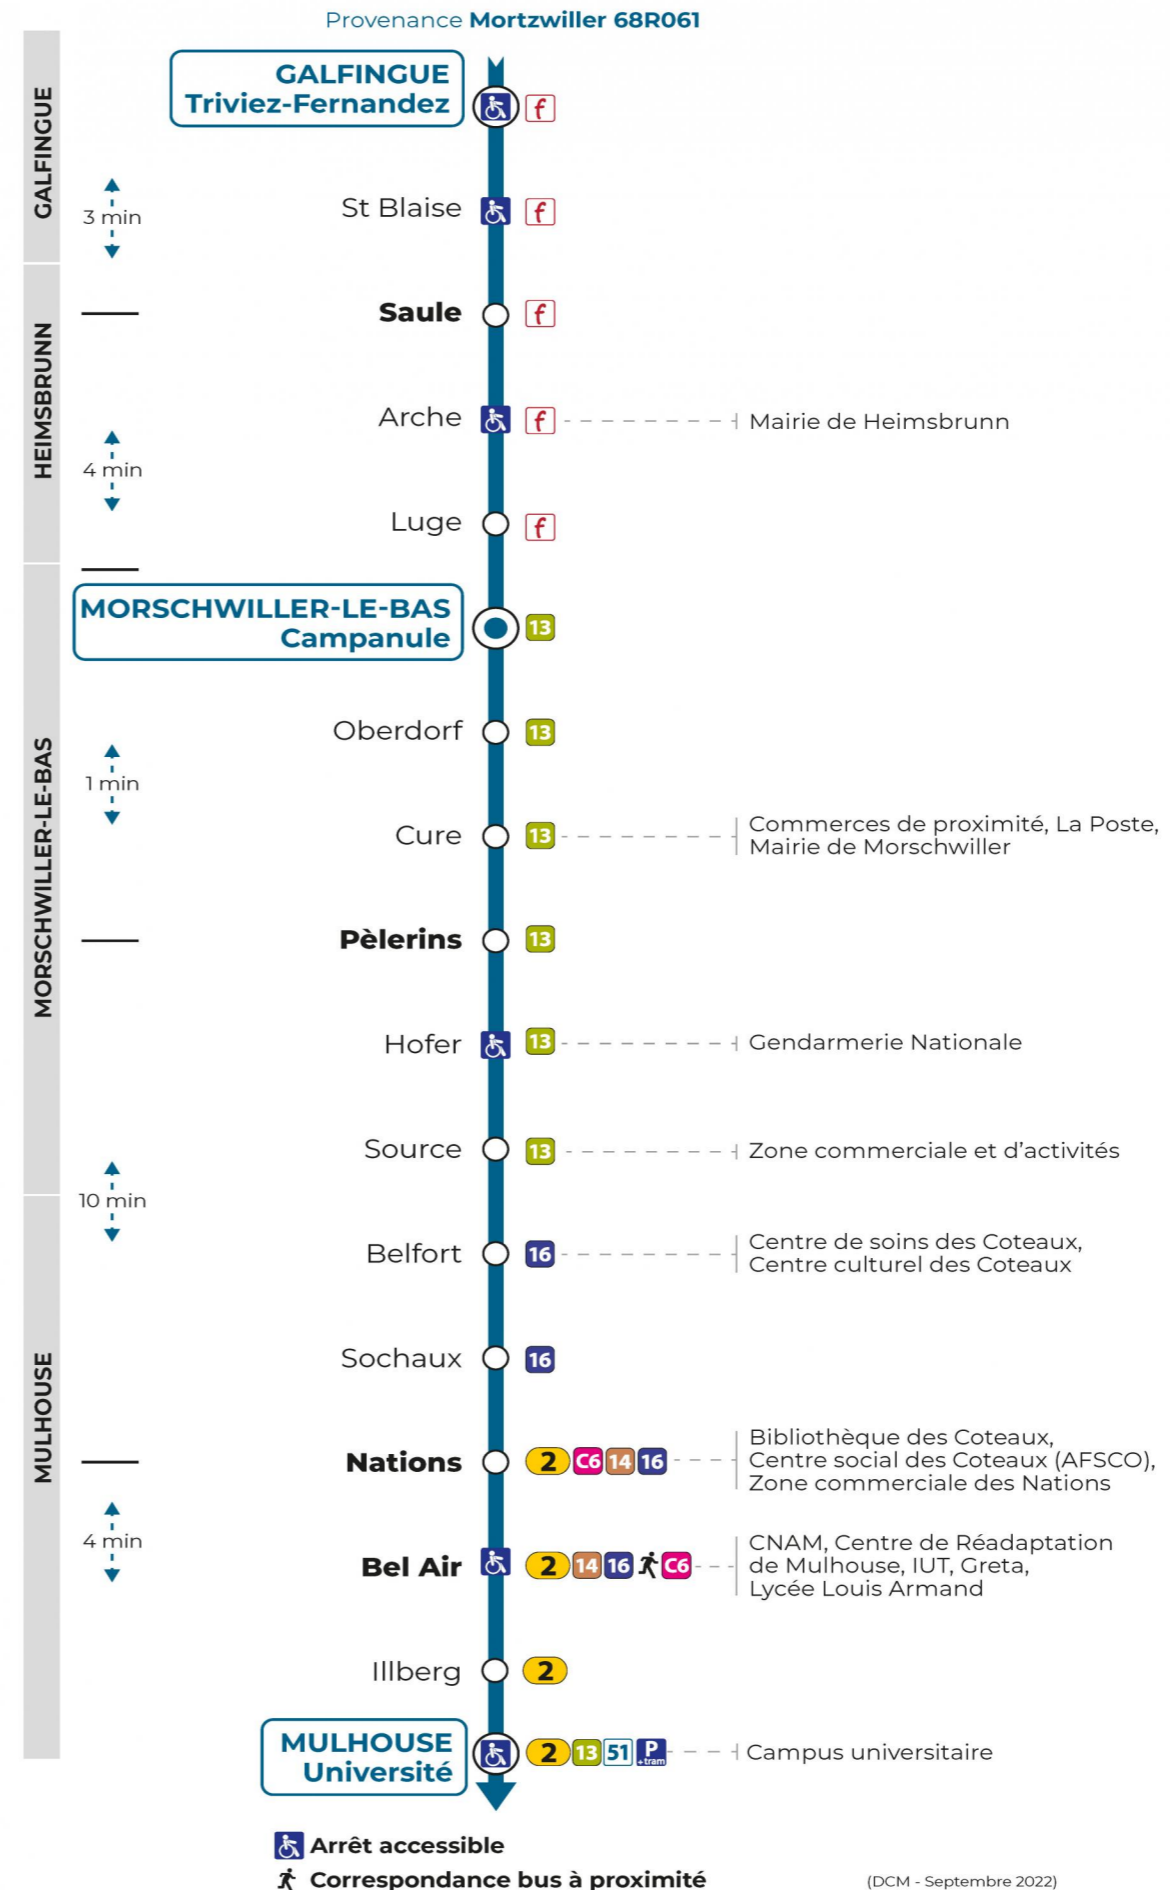 Provenance Mortzwiller 68R061
GALFINGUE
GALFINGUE
Triviez-Fernandez
f
3 min
St Blaise
f
HEIMSBRUNN
Saule
f
Arche
f
Mairie de Heimsbrunn
4 min
Luge
f
MORSCHWILLER-LE-BAS
MORSCHWILLER-LE-BAS
Campanule
13
Oberdorf
13
1 min
Cure
13
Commerces de proximité, La Poste,
Mairie de Morschwiller
Pèlerins
13
Hofer
13
Gendarmerie Nationale
Source
13
Zone commerciale et d'activités
10 min
MULHOUSE
Belfort
16
Centre de soins des Coteaux,
Centre culturel des Coteaux
Sochaux
16
Nations
2 C6 14 16
Bibliothèque des Coteaux,
Centre social des Coteaux (AFSCO),
Zone commerciale des Nations
4 min
Bel Air
2 14 16 C6
CNAM, Centre de Réadaptation
de Mulhouse, IUT, Greta,
Lycée Louis Armand
Illberg
2
MULHOUSE
Université
2 13 51 P
+tram
Campus universitaire
Arrêt accessible
Correspondance bus à proximité
(DCM - Septembre 2022)